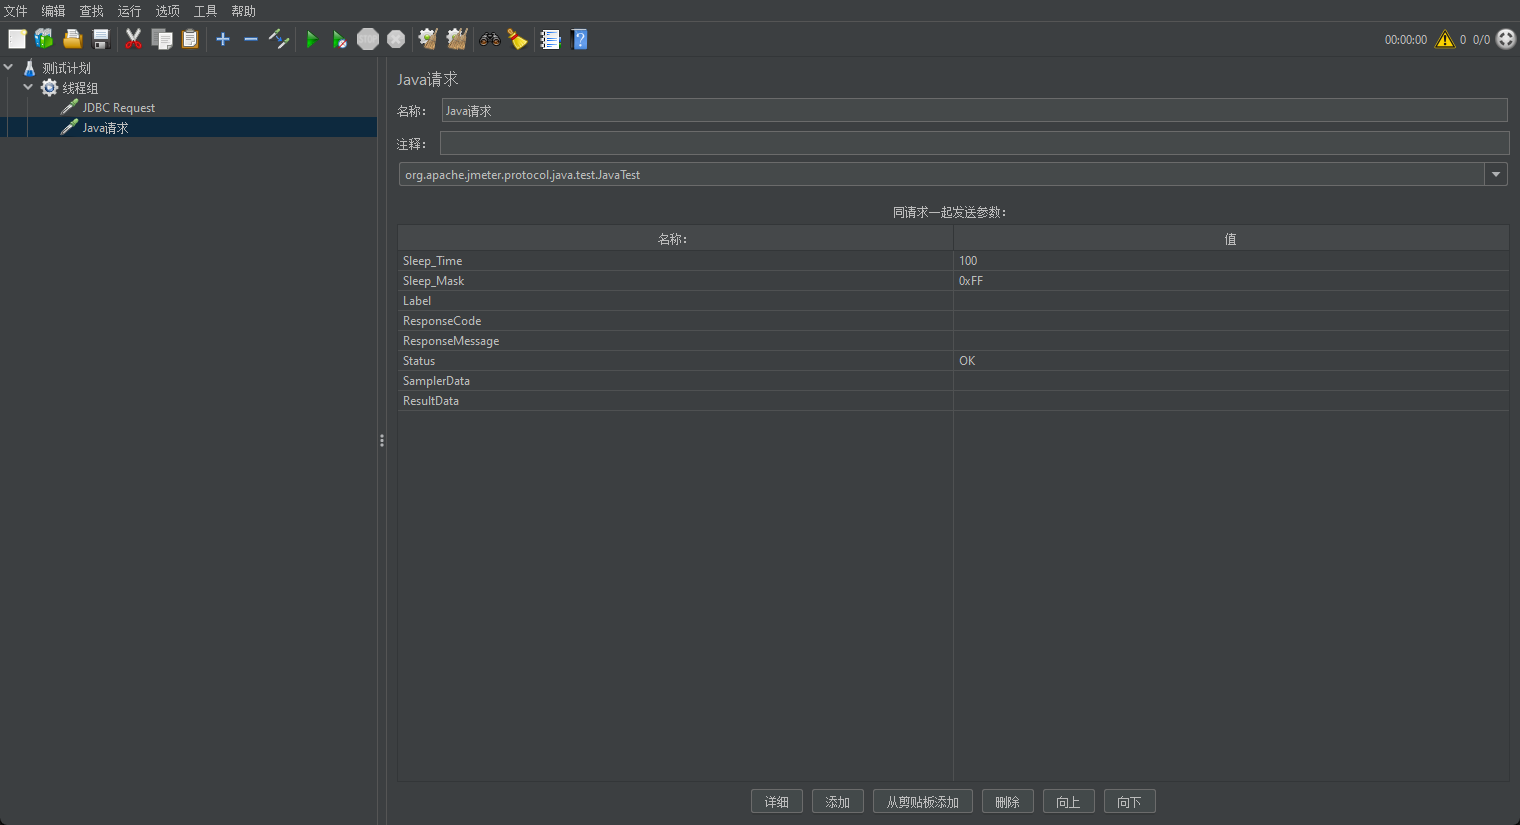 文件 编辑 查找 运行 选项 工具 帮助
00:00:00 0 0/0
测试计划
线程组
JDBC Request
Java请求
Java请求
名称： Java请求
注释：
org.apache.jmeter.protocol.java.test.JavaTest
同请求一起发送参数：
名称： 值
Sleep_Time 100
Sleep_Mask 0xFF
Label
ResponseCode
ResponseMessage
Status OK
SamplerData
ResultData
详细 添加 从剪贴板添加 删除 向上 向下